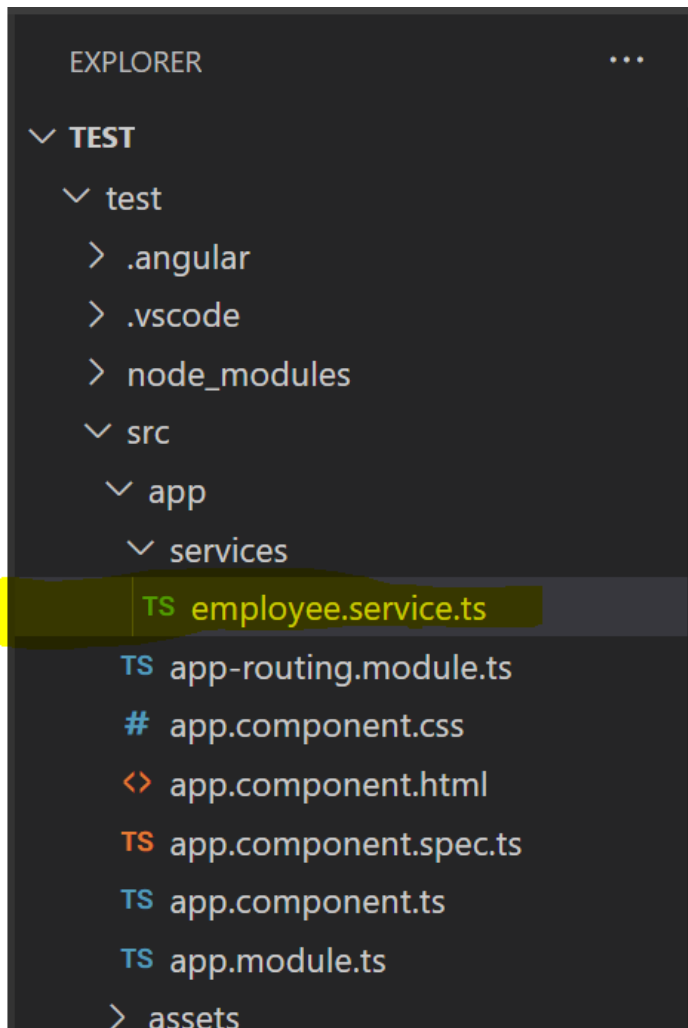 EXPLORER ...
TEST
test
.angular
.vscode
node_modules
src
app
services
TS employee.service.ts
TS app-routing.module.ts
# app.component.css
<> app.component.html
TS app.component.spec.ts
TS app.component.ts
TS app.module.ts
assets